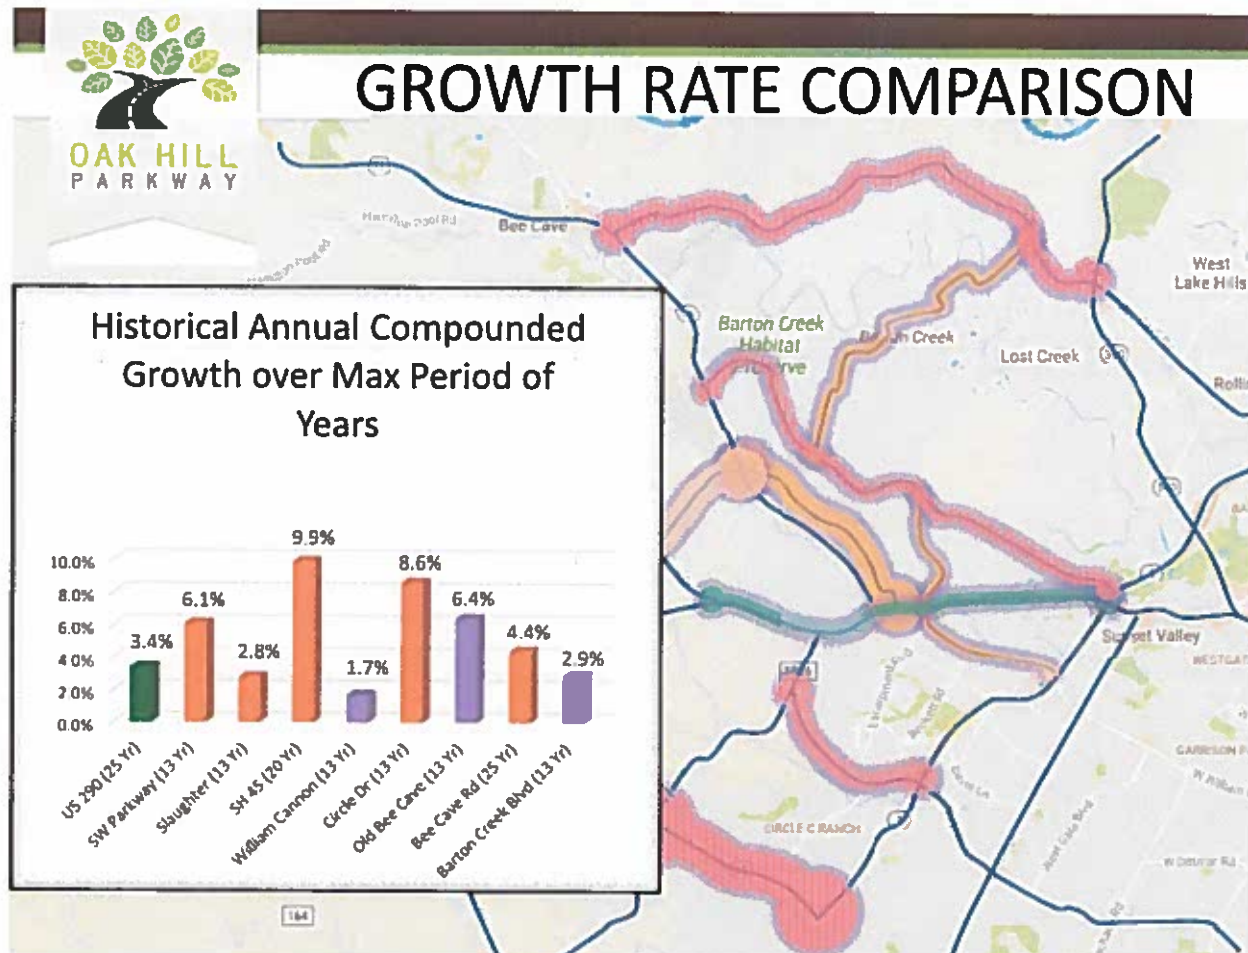 GROWTH RATE COMPARISON
OAK HILL
PARKWAY
Bee Cave
West
Lake Hills
Barton Creek
Habitat
Creek
Lost Creek
Historical Annual Compounded
Growth over Max Period of
Years
10.0%
8.0%
6.0%
4.0%
2.0%
0.0%
3.4%
6.1%
2.8%
9.9%
1.7%
8.6%
6.4%
4.4%
2.9%
US 290 (25 Yr)
SW Parkway (13 Yr)
Slaughter (13 Yr)
SH 45 (20 Yr)
William Cannon (13 Yr)
Circle Dr (13 Yr)
Old Bee Cave (13 Yr)
Bee Cave Rd (25 Yr)
Barton Creek Blvd (13 Yr)
Valley
CIRCLE C RANCH
West Gate Blvd